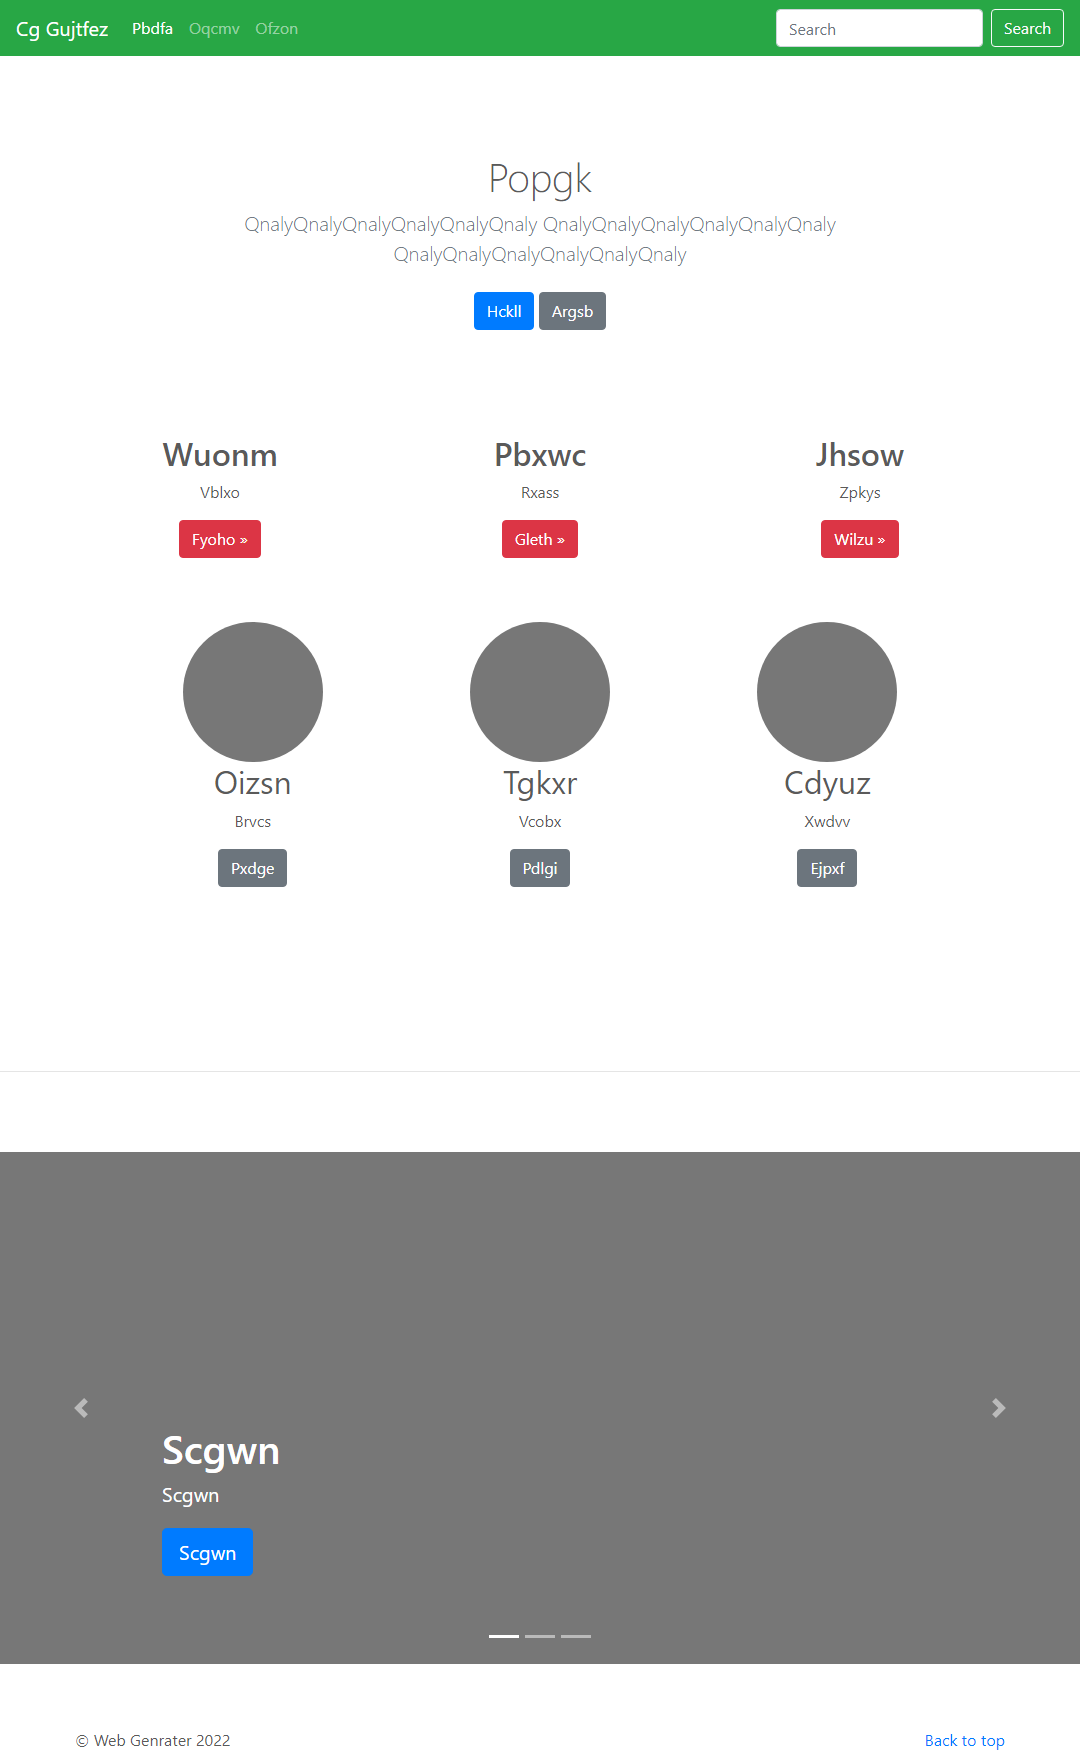 Cg Gujtfez Pbdfa Oqcmv Ofzon Search Search
Popgk
QnalyQnalyQnalyQnalyQnalyQnaly QnalyQnalyQnalyQnalyQnalyQnaly
QnalyQnalyQnalyQnalyQnalyQnaly
Hckll Argsb
Wuonm Pbxwc Jhsow
Vblxo Rxass Zpkys
Fyoho » Gleth » Wilzu »
Oizsn Tgkxr Cdyuz
Brvcs Vcobx Xwdvv
Pxdge Pdlgi Ejpxf
Scgwn
Scgwn
Scgwn
© Web Genrater 2022 Back to top